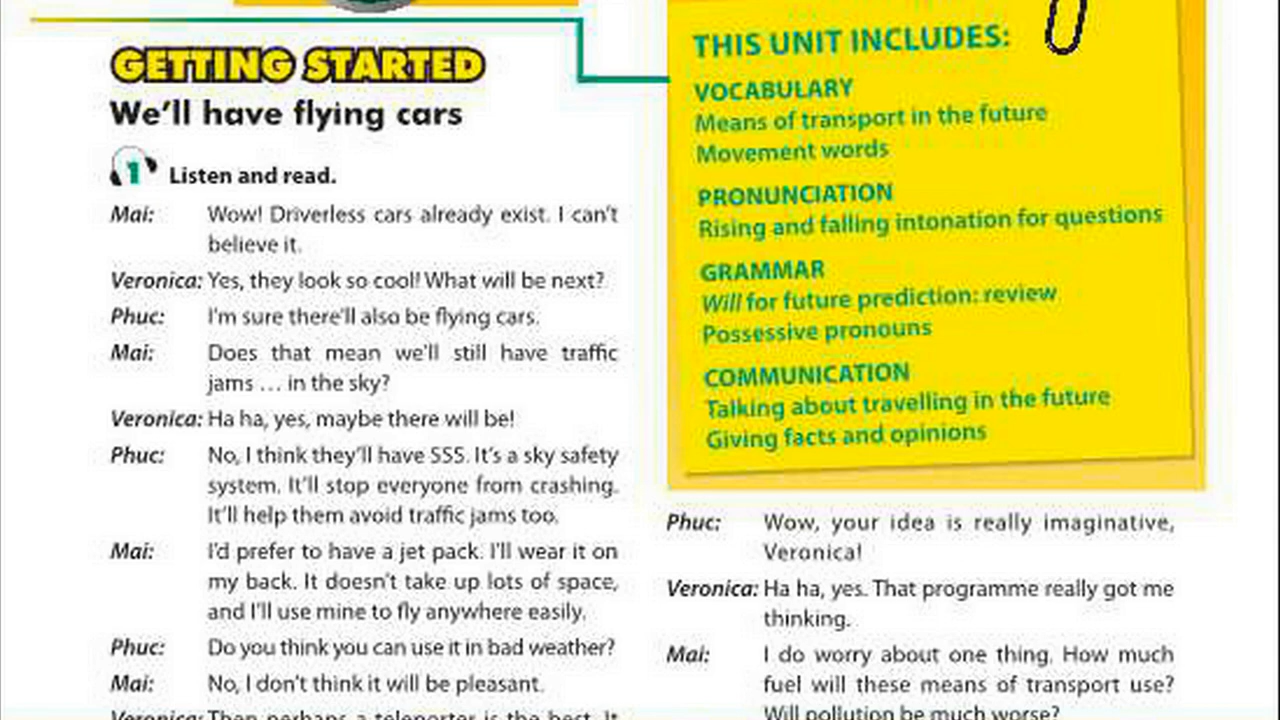 GETTING STARTED
We'll have flying cars
1 Listen and read.
Mai: Wow! Driverless cars already exist. I can't
believe it.
Veronica: Yes, they look so cool! What will be next?
Phuc: I'm sure there'll also be flying cars.
Mai: Does that mean we'll still have traffic
jams ... in the sky?
Veronica: Ha ha, yes, maybe there will be!
Phuc: No, I think they'll have SSS. It's a sky safety
system. It'll stop everyone from crashing.
It'll help them avoid traffic jams too.
Mai: I'd prefer to have a jet pack. I'll wear it on
my back. It doesn't take up lots of space,
and I'll use mine to fly anywhere easily.
Phuc: Do you think you can use it in bad weather?
Mai: No, I don't think it will be pleasant.
Veronica: Then perhaps a teleporter is the best. It
THIS UNIT INCLUDES:
VOCABULARY
Means of transport in the future
Movement words
PRONUNCIATION
Rising and falling intonation for questions
GRAMMAR
Will for future prediction: review
Possessive pronouns
COMMUNICATION
Talking about travelling in the future
Giving facts and opinions
Phuc: Wow, your idea is really imaginative,
Veronica!
Veronica: Ha ha, yes. That programme really got me
thinking.
Mai: I do worry about one thing. How much
fuel will these means of transport use?
Will pollution be much worse?